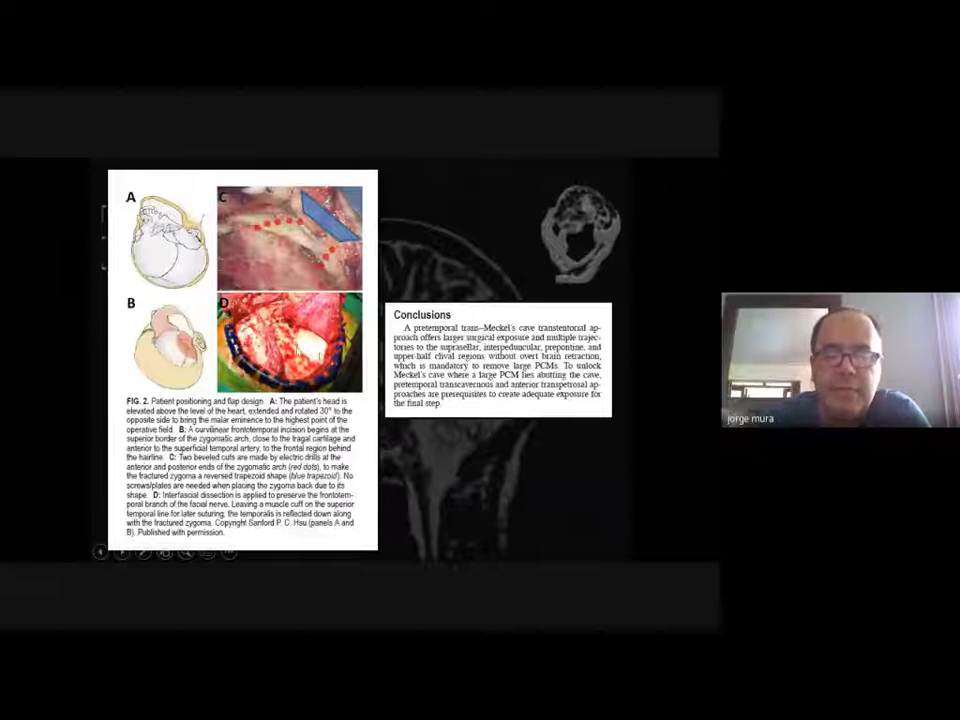 A
C
B
D
FIG. 2. Patient positioning and flap design. A: The patient's head is
elevated above the level of the heart, extended and rotated 30° to the
opposite side to bring the malar eminence to the highest point of the
operative field. B: A curvilinear frontotemporal incision begins at the
superior border of the zygomatic arch, close to the tragal cartilage and
anterior to the superficial temporal artery, to the frontal region behind
the hairline. C: Two beveled cuts are made by electric drills at the
anterior and posterior ends of the zygomatic arch (red dots), to make
the fractured zygoma a reversed trapezoid shape (blue trapezoid). No
screws/plates are needed when placing the zygoma back due to its
shape. D: Interfascial dissection is applied to preserve the frontotem-
poral branch of the facial nerve. Leaving a muscle cuff on the superior
temporal line for later suturing, the temporalis is reflected down along
with the fractured zygoma. Copyright Sanford P. C. Hsu (panels A and
B). Published with permission.
Conclusions
A pretemporal trans–Meckel's cave transtentorial ap-
proach offers larger surgical exposure and multiple trajec-
tories to the suprasellar, interpeduncular, prepontine, and
upper-half clival regions without overt brain retraction,
which is mandatory to remove large PCMs. To unlock
Meckel's cave where a large PCM lies abutting the cave,
pretemporal transcavernous and anterior transpetrosal ap-
proaches are prerequisites to create adequate exposure for
the final step.
jorge mura